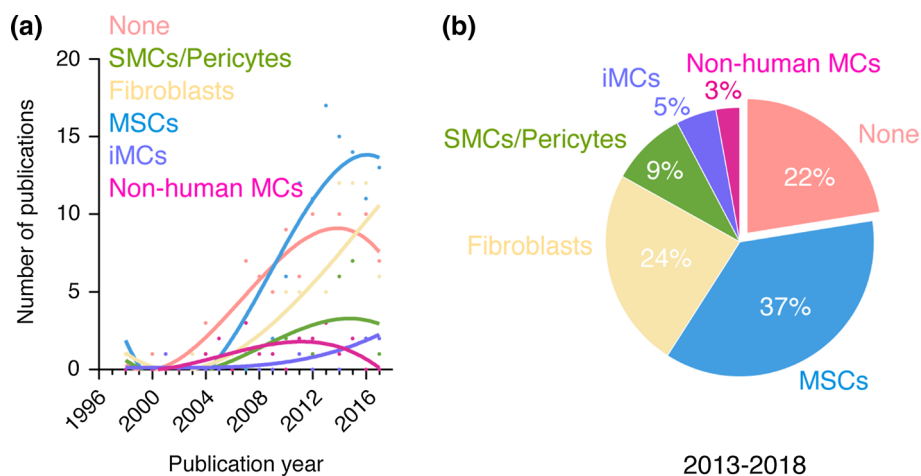 (a)
None
SMCs/Pericytes
Fibroblasts
MSCs
iMCs
Non-human MCs
Number of publications
20
15
10
5
0
1996
2000
2004
2008
2012
2016
Publication year
(b)
Non-human MCs
3%
iMCs
5%
SMCs/Pericytes
9%
None
22%
Fibroblasts
24%
37%
MSCs
2013-2018